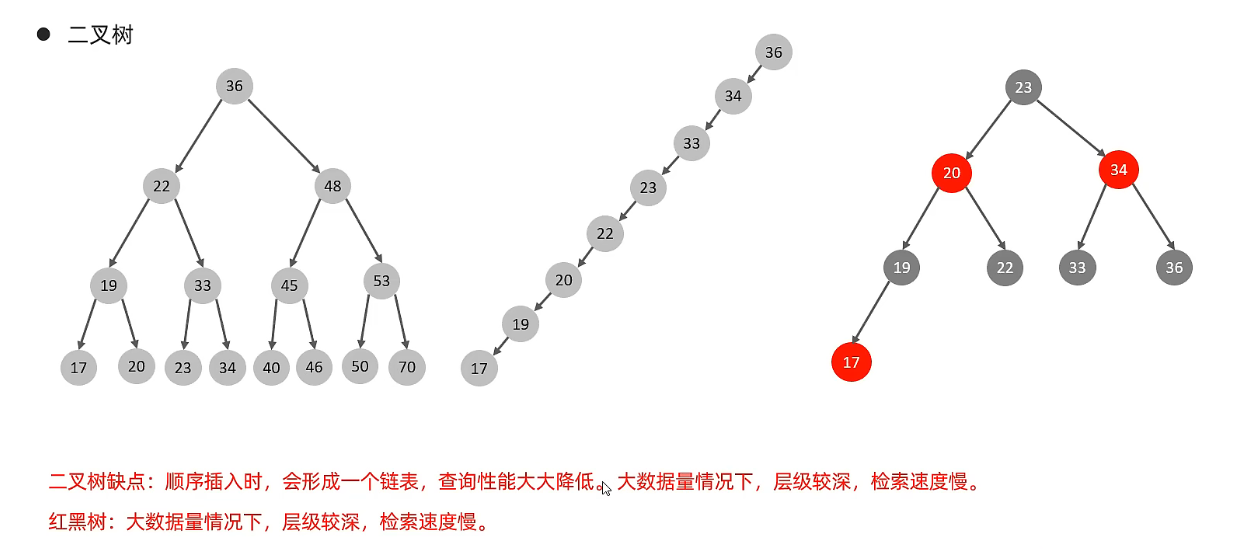 ● 二叉树
36
22 48
19 33 45 53
17 20 23 34 40 46 50 70
36
34
33
23
22
20
19
17
23
20 34
19 22 33 36
17
二叉树缺点：顺序插入时，会形成一个链表，查询性能大大降低。大数据量情况下，层级较深，检索速度慢。
红黑树：大数据量情况下，层级较深，检索速度慢。